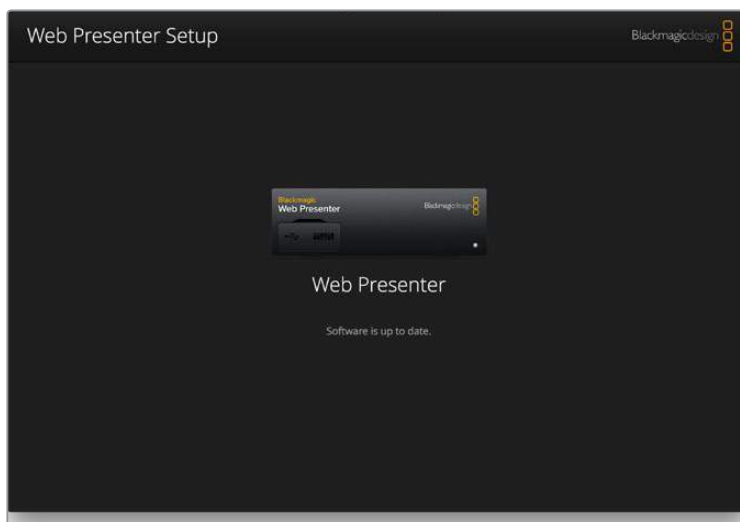 Web Presenter Setup
Blackmagicdesign
Blackmagic
Web Presenter
Blackmagicdesign
Web Presenter
Software is up to date.